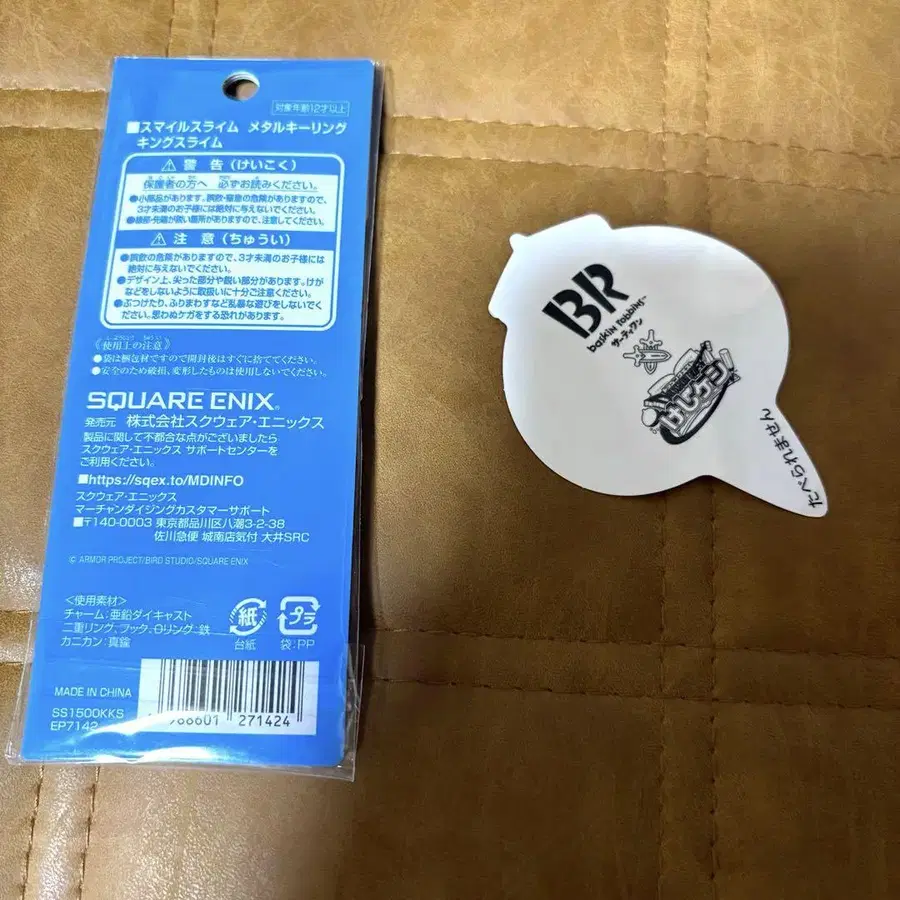 対象年齢12才以上
■スマイルスライム メタルキーリング
キングスライム
⚠ 警 告（けいこく）
保護者の方へ 必ずお読みください。
●小部品があります。誤飲・窒息の危険がありますので、
3才未満のお子様には絶対に与えないでください。
●線部・先端が鋭い箇所がありますので、注意してください。
⚠ 注 意（ちゅうい）
●誤飲の危険がありますので、3才未満のお子様には
絶対に与えないでください。
●デザイン上、尖った部分や鋭い部分があります。けが
などをしないように取扱いに十分ご注意ください。
●ぶつけたり、ふりまわすなど乱暴な遊びをしないでく
ださい。思わぬケガをする恐れがあります。
《使用上の注意》
●袋は梱包材ですので開封後はすぐに捨ててください。
●安全のため破損、変形したものは使用しないでください。
SQUARE ENIX®
発売元 株式会社スクウェア・エニックス
製品に関して不都合な点がございましたら
スクウェア・エニックス サポートセンターを
ご利用ください。
■https://sqex.to/MDINFO
スクウェア・エニックス
マーチャンダイジングカスタマーサポート
■〒140-0003 東京都品川区八潮3-2-38
佐川急便 城南店気付 大井SRC
© ARMOR PROJECT/BIRD STUDIO/SQUARE ENIX
＜使用素材＞
チャーム：亜鉛ダイキャスト
二重リング、フック、Oリング：鉄
カニカン：真鍮
紙
台紙
プラ
袋：PP
MADE IN CHINA
SS1500KKS
EP7142
988601 271424
BR
baskin robbins™
サーティワン
たべられません